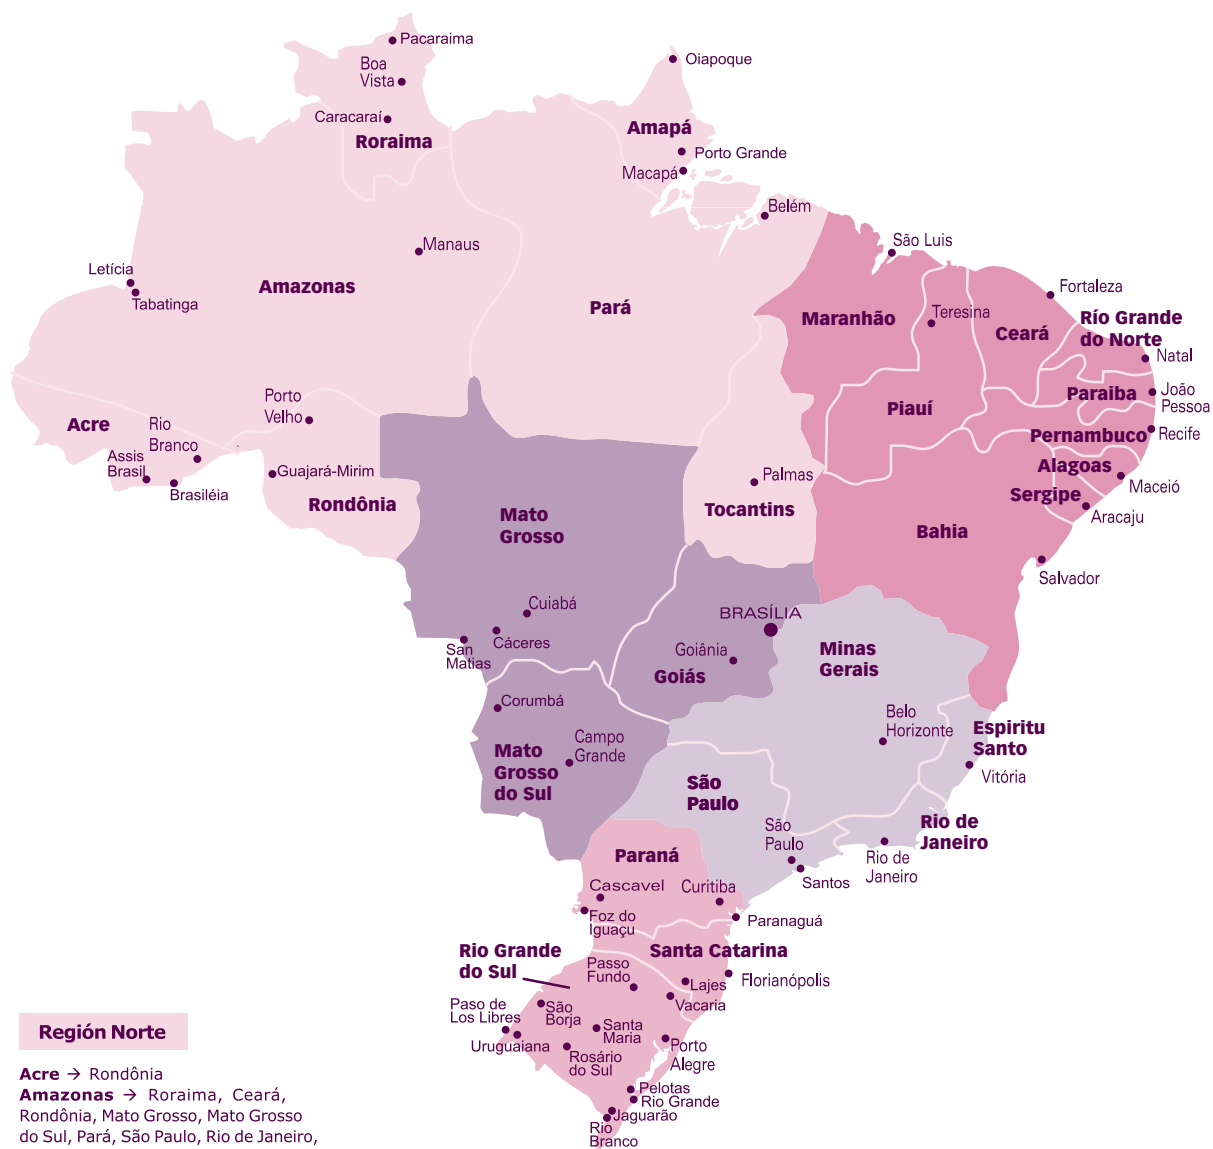 Pacaraima
Boa
Vista
Caracaraí
Roraima
Oiapoque
Amapá
Porto Grande
Macapá
Belém
Manaus
Letícia
Tabatinga
Amazonas
Pará
São Luis
Maranhão
Teresina
Fortaleza
Ceará
Río Grande
do Norte
Natal
Paraiba
João
Pessoa
Piauí
Pernambuco
Recife
Alagoas
Maceió
Sergipe
Aracaju
Bahia
Salvador
Acre
Rio
Branco
Assis
Brasil
Brasiléia
Porto
Velho
Guajará-Mirim
Rondônia
Palmas
Tocantins
Mato
Grosso
Cuiabá
Cáceres
San
Matias
BRASÍLIA
Goiânia
Goiás
Minas
Gerais
Belo
Horizonte
Espiritu
Santo
Vitória
Corumbá
Campo
Grande
Mato
Grosso
do Sul
São
Paulo
São
Paulo
Santos
Rio de
Janeiro
Rio de
Janeiro
Paraná
Cascavel
Curitiba
Foz do
Iguaçu
Paranaguá
Santa Catarina
Rio Grande
do Sul
Passo
Fundo
Lajes
Florianópolis
Vacaria
Paso de
Los Libres
São
Borja
Uruguaiana
Santa
Maria
Rosário
do Sul
Porto
Alegre
Pelotas
Rio Grande
Jaguarão
Rio
Branco
Región Norte
Acre → Rondônia
Amazonas → Roraima, Ceará,
Rondônia, Mato Grosso, Mato Grosso
do Sul, Pará, São Paulo, Rio de Janeiro,